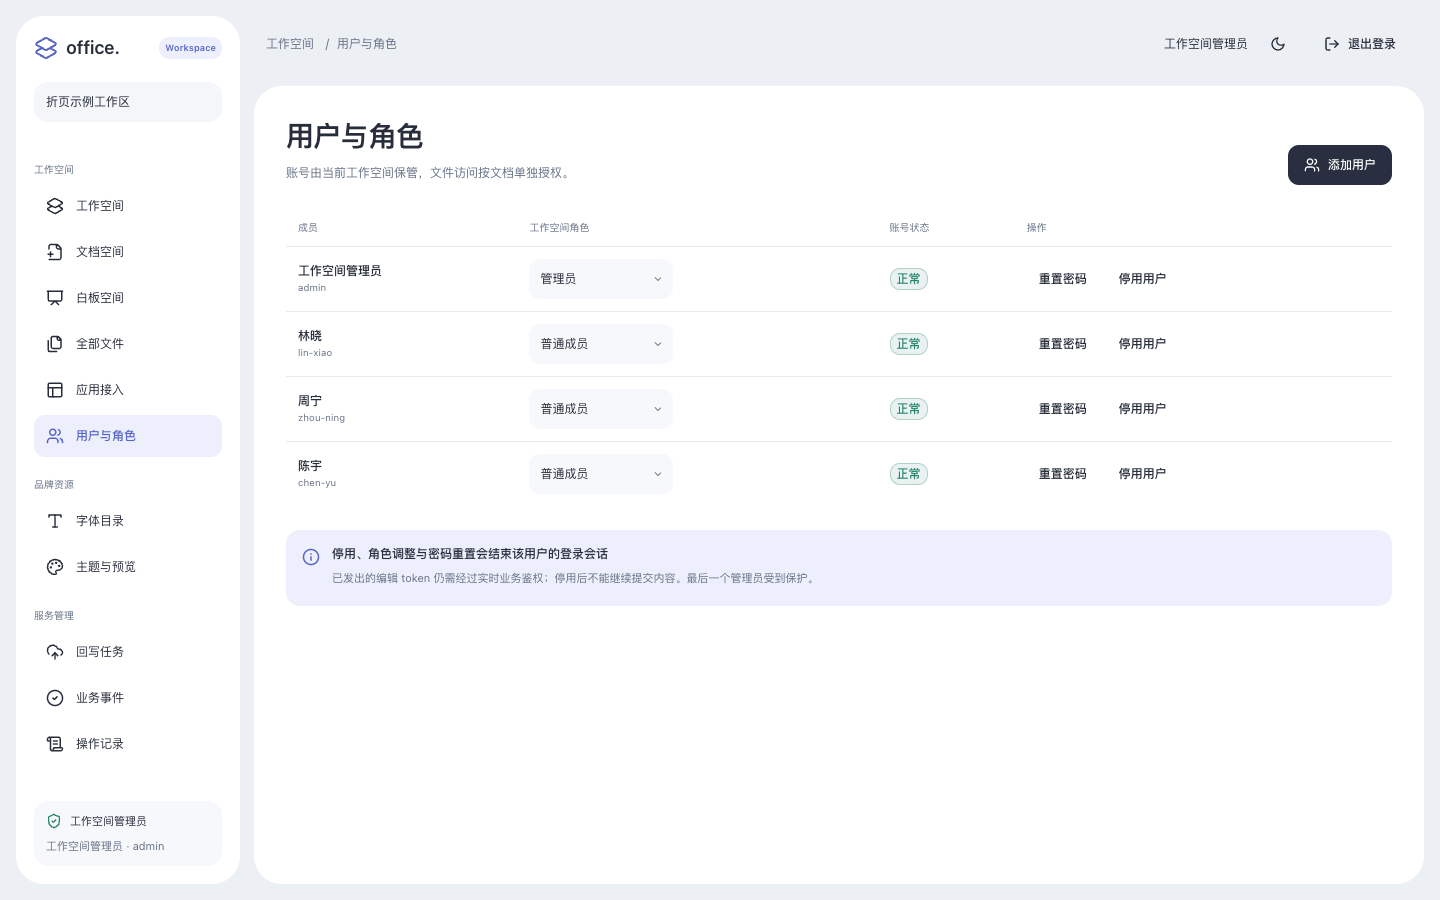 office.
Workspace
折页示例工作区
工作空间
工作空间
文档空间
白板空间
全部文件
应用接入
用户与角色
品牌资源
字体目录
主题与预览
服务管理
回写任务
业务事件
操作记录
工作空间管理员
工作空间管理员 · admin
工作空间 / 用户与角色
工作空间管理员
退出登录
用户与角色
账号由当前工作空间保管，文件访问按文档单独授权。
添加用户
成员 工作空间角色 账号状态 操作
工作空间管理员
admin
管理员
正常
重置密码 停用用户
林晓
lin-xiao
普通成员
正常
重置密码 停用用户
周宁
zhou-ning
普通成员
正常
重置密码 停用用户
陈宇
chen-yu
普通成员
正常
重置密码 停用用户
停用、角色调整与密码重置会结束该用户的登录会话
已发出的编辑 token 仍需经过实时业务鉴权；停用后不能继续提交内容。最后一个管理员受到保护。